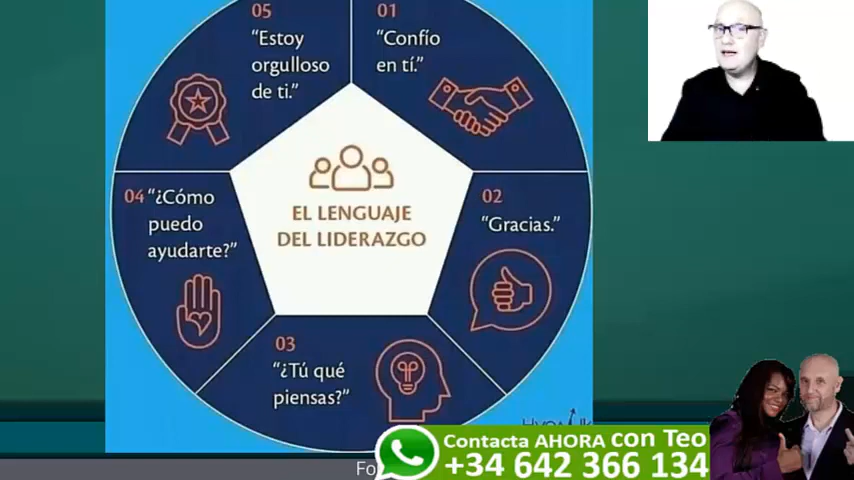 05
“Estoy
orgulloso
de ti.”
01
“Confío
en tí.”
04 “¿Cómo
puedo
ayudarte?”
EL LENGUAJE
DEL LIDERAZGO
02
“Gracias.”
03
“¿Tú qué
piensas?”
Contacta AHORA con Teo
+34 642 366 134
Fo